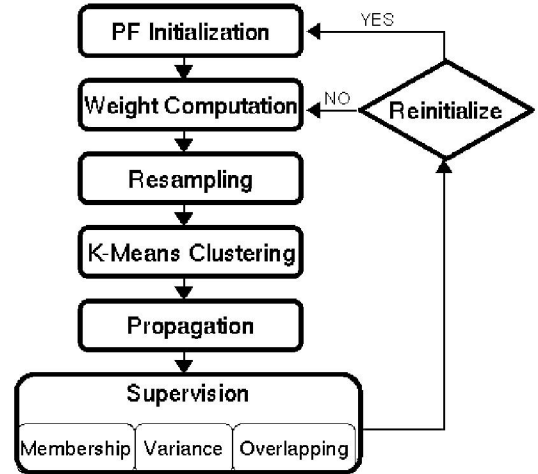 PF Initialization
YES
Weight Computation
NO
Reinitialize
Resampling
K-Means Clustering
Propagation
Supervision
Membership
Variance
Overlapping